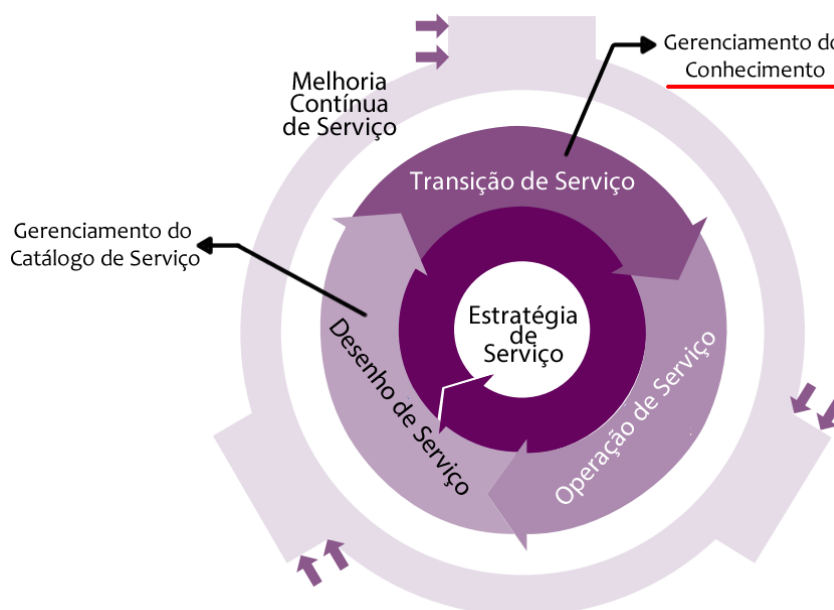 Gerenciamento do
Conhecimento
Melhoria
Contínua
de Serviço
Transição de Serviço
Gerenciamento do
Catálogo de Serviço
Estratégia
de
Serviço
Desenho de Serviço
Operação de Serviço